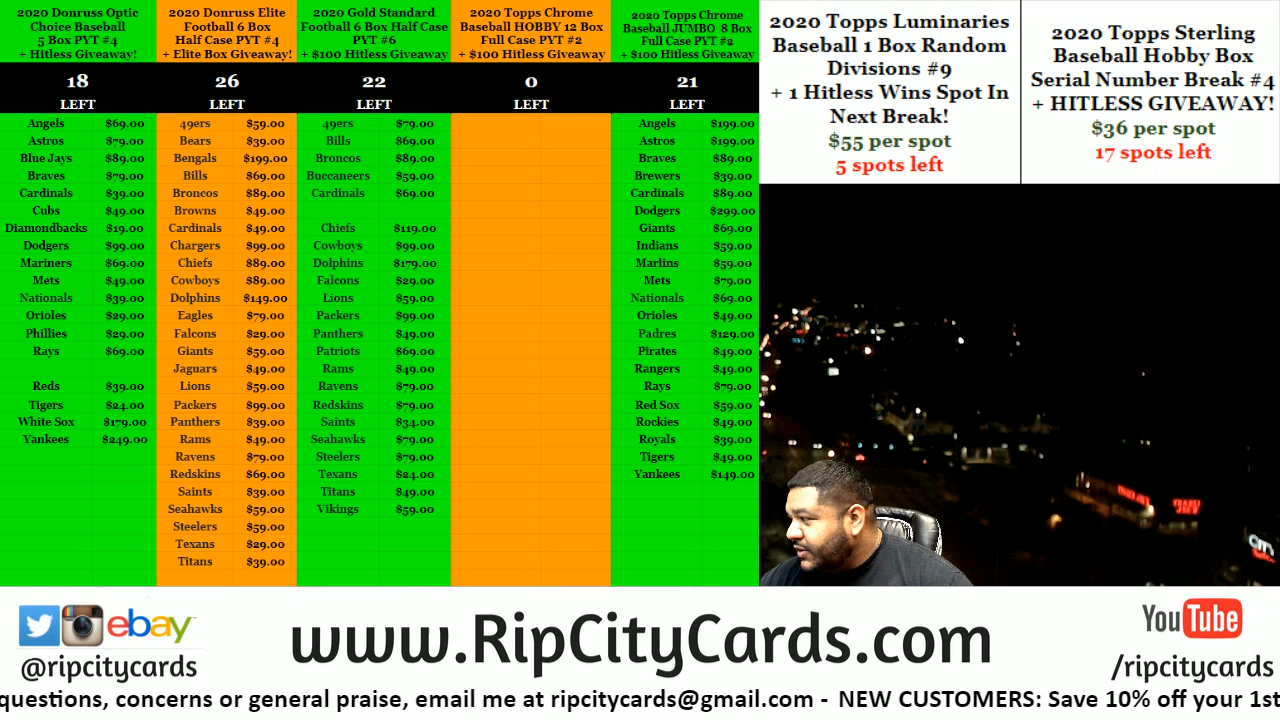 2020 Donruss Optic
Choice Baseball
5 Box PYT #4
+ Hitless Giveaway!
18
LEFT
Angels $69.00
Astros $79.00
Blue Jays $89.00
Braves $79.00
Cardinals $39.00
Cubs $49.00
Diamondbacks $19.00
Dodgers $99.00
Mariners $69.00
Mets $49.00
Nationals $39.00
Orioles $29.00
Phillies $29.00
Rays $69.00
Reds $39.00
Tigers $24.00
White Sox $179.00
Yankees $249.00
2020 Donruss Elite
Football 6 Box
Half Case PYT #4
+ Elite Box Giveaway!
26
LEFT
49ers $59.00
Bears $39.00
Bengals $199.00
Bills $69.00
Broncos $89.00
Browns $49.00
Cardinals $49.00
Chargers $99.00
Chiefs $89.00
Cowboys $89.00
Dolphins $149.00
Eagles $79.00
Falcons $29.00
Giants $59.00
Jaguars $49.00
Lions $59.00
Packers $99.00
Panthers $39.00
Rams $49.00
Ravens $79.00
Redskins $69.00
Saints $39.00
Seahawks $59.00
Steelers $59.00
Texans $29.00
Titans $39.00
2020 Gold Standard
Football 6 Box Half Case
PYT #6
+ $100 Hitless Giveaway
22
LEFT
49ers $79.00
Bills $69.00
Broncos $89.00
Buccaneers $59.00
Cardinals $69.00
Chiefs $119.00
Cowboys $99.00
Dolphins $179.00
Falcons $29.00
Lions $59.00
Packers $99.00
Panthers $49.00
Patriots $69.00
Rams $49.00
Ravens $79.00
Redskins $79.00
Saints $34.00
Seahawks $79.00
Steelers $79.00
Texans $24.00
Titans $49.00
Vikings $59.00
2020 Topps Chrome
Baseball HOBBY 12 Box
Full Case PYT #2
+ $100 Hitless Giveaway
0
LEFT
2020 Topps Chrome
Baseball JUMBO 8 Box
Full Case PYT #2
+ $100 Hitless Giveaway
21
LEFT
Angels $199.00
Astros $199.00
Braves $89.00
Brewers $39.00
Cardinals $89.00
Dodgers $299.00
Giants $69.00
Indians $59.00
Marlins $59.00
Mets $79.00
Nationals $69.00
Orioles $49.00
Padres $129.00
Pirates $49.00
Rangers $49.00
Rays $79.00
Red Sox $59.00
Rockies $49.00
Royals $39.00
Tigers $49.00
Yankees $149.00
2020 Topps Luminaries
Baseball 1 Box Random
Divisions #9
+ 1 Hitless Wins Spot In
Next Break!
$55 per spot
5 spots left
2020 Topps Sterling
Baseball Hobby Box
Serial Number Break #4
+ HITLESS GIVEAWAY!
$36 per spot
17 spots left
ebay
@ripcitycards
www.RipCityCards.com
YouTube
/ripcitycards
questions, concerns or general praise, email me at ripcitycards@gmail.com - NEW CUSTOMERS: Save 10% off your 1st